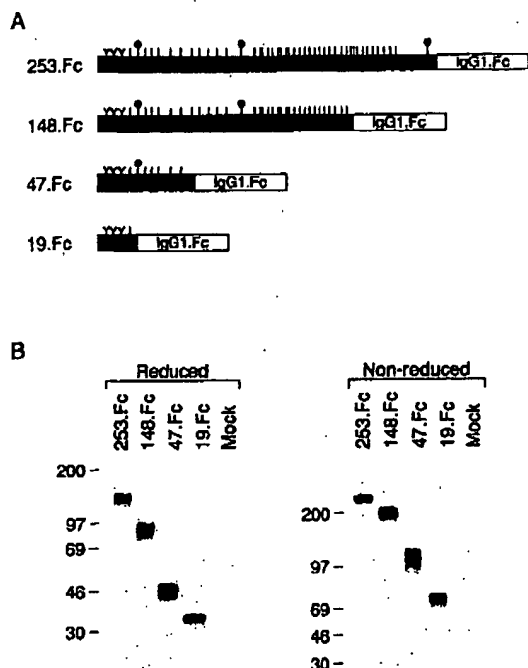 A
253.Fc IgG1.Fc
148.Fc IgG1.Fc
47.Fc IgG1.Fc
19.Fc IgG1.Fc
B
Reduced Non-reduced
253.Fc 148.Fc 47.Fc 19.Fc Mock 253.Fc 148.Fc 47.Fc 19.Fc Mock
200
97
69
46
30
200
97
69
46
30